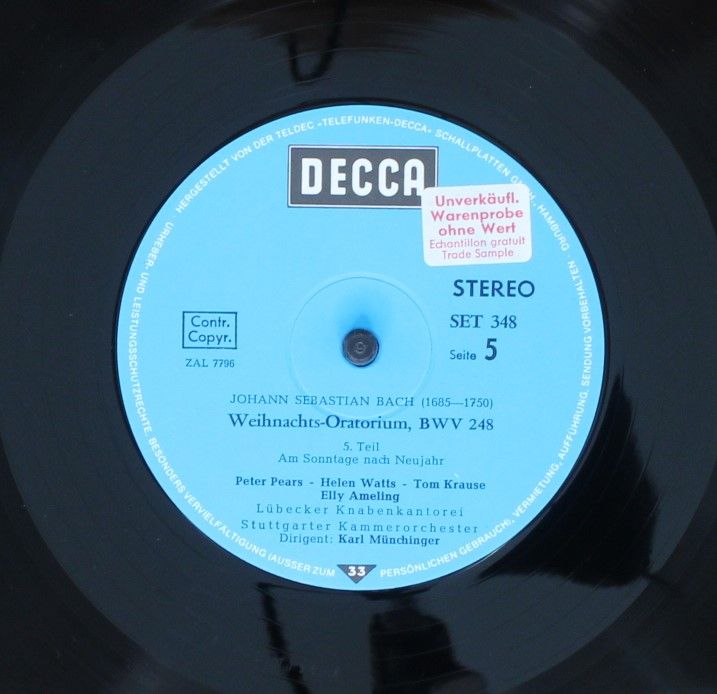 DECCA
Unverkäufl.
Warenprobe
ohne Wert
Echantillon gratuit
Trade Sample
STEREO
SET 348
Seite 5
Contr.
Copyr.
ZAL 7796
JOHANN SEBASTIAN BACH (1685—1750)
Weihnachts-Oratorium, BWV 248
5. Teil
Am Sonntage nach Neujahr
Peter Pears - Helen Watts - Tom Krause
Elly Ameling
Lübecker Knabenkantorei
Stuttgarter Kammerorchester
Dirigent: Karl Münchinger
33
HERGESTELLT VON DER TELDEC »TELEFUNKEN-DECCA« SCHALLPLATTEN HAMBURG · URHEBER- UND LEISTUNGSSCHUTZRECHTE, BESONDERS VERVIELFÄLTIGUNG (AUSSER ZUM PERSÖNLICHEN GEBRAUCH), VERMIETUNG, AUFFÜHRUNG, SENDUNG VORBEHALTEN